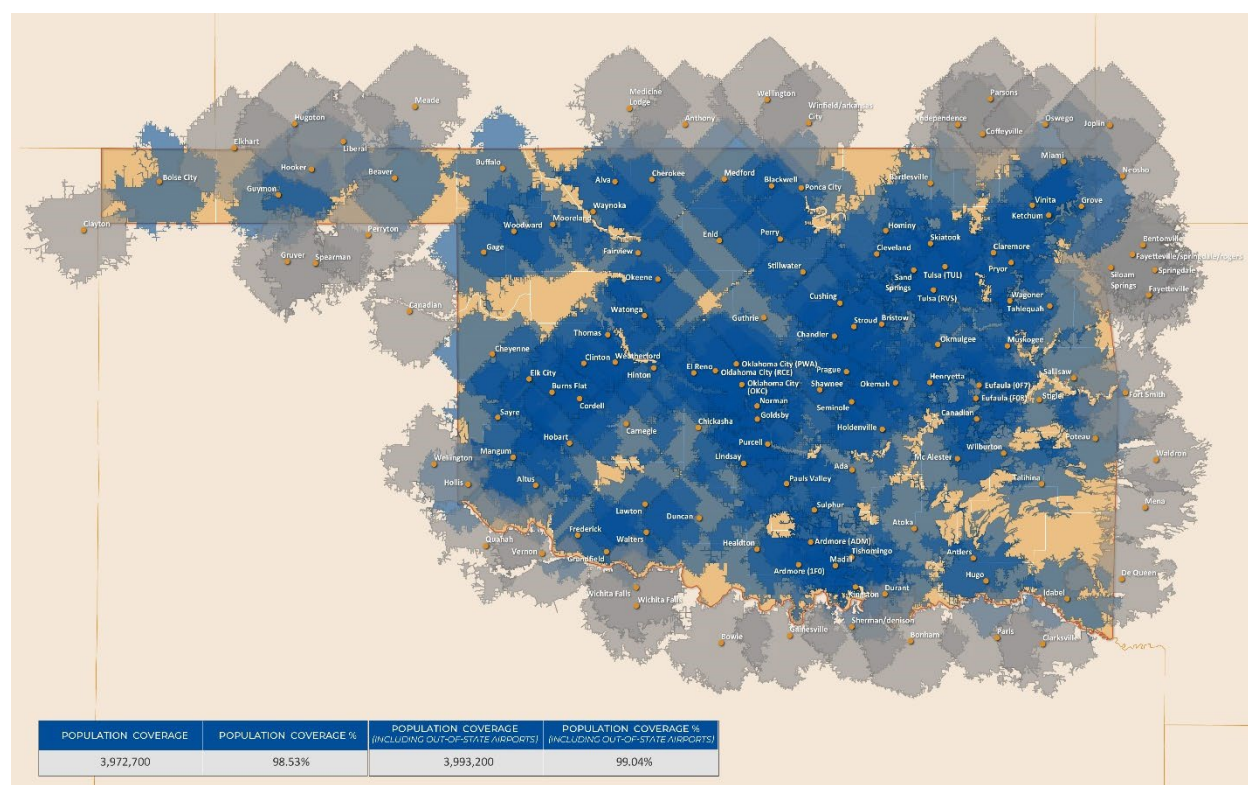 Medicine
Lodge
Wellington
Parsons
Meade
Winfield/arkansas
City
Hugoton
Anthony
Independence
Oswego
Joplin
Coffeyville
Elkhart
Liberal
Miami
Buffalo
Hooker
Boise City
Beaver
Alva
Cherokee
Medford
Blackwell
Ponca City
Bartlesville
Neosho
Guymon
Vinita
Grove
Ketchum
Waynoka
Clayton
Perryton
Woodward
Mooreland
Enid
Perry
Hominy
Skiatook
Bentonville
Gruver
Spearman
Gage
Fairview
Cleveland
Claremore
Fayetteville/springdale/rogers
Stillwater
Tulsa (TUL)
Pryor
Siloam
Springs
Springdale
Okeene
Sand
Springs
Fayetteville
Canadian
Cushing
Tulsa (RVS)
Wagoner
Tahlequah
Watonga
Guthrie
Stroud
Bristow
Thomas
Chandler
Okmulgee
Muskogee
Cheyenne
Clinton
Weatherford
Hinton
El Reno
Oklahoma City (PWA)
Oldahoma City (RCE)
Oklahoma City
(OKC)
Prague
Shawnee
Okemah
Henryetta
Sallisaw
Elk City
Burns Flat
Cordell
Eufaula (0F7)
Eufaula (F08)
Stigler
Fort Smith
Norman
Goldsby
Seminole
Sayre
Canadian
Hobart
Carnegie
Chickasha
Holdenville
Purcell
Wilburton
Poteau
Wellington
Mangum
Lindsay
Mc Alester
Waldron
Ada
Hollis
Altus
Pauls Valley
Talihina
Lawton
Duncan
Sulphur
Mena
Frederick
Walters
Atoka
Quanah
Vernon
Grandfield
Healdton
Ardmore (ADM)
Tishomingo
Antlers
Ardmore (1F0)
Madill
Hugo
De Queen
Wichita Falls
Wichita Falls
Kingston
Durant
Idabel
Bowie
Gainesville
Sherman/denison
Bonham
Paris
Clarksville
POPULATION COVERAGE
POPULATION COVERAGE %
POPULATION COVERAGE
(INCLUDING OUT-OF-STATE AIRPORTS)
POPULATION COVERAGE %
(INCLUDING OUT-OF-STATE AIRPORTS)
3,972,700
98.53%
3,993,200
99.04%